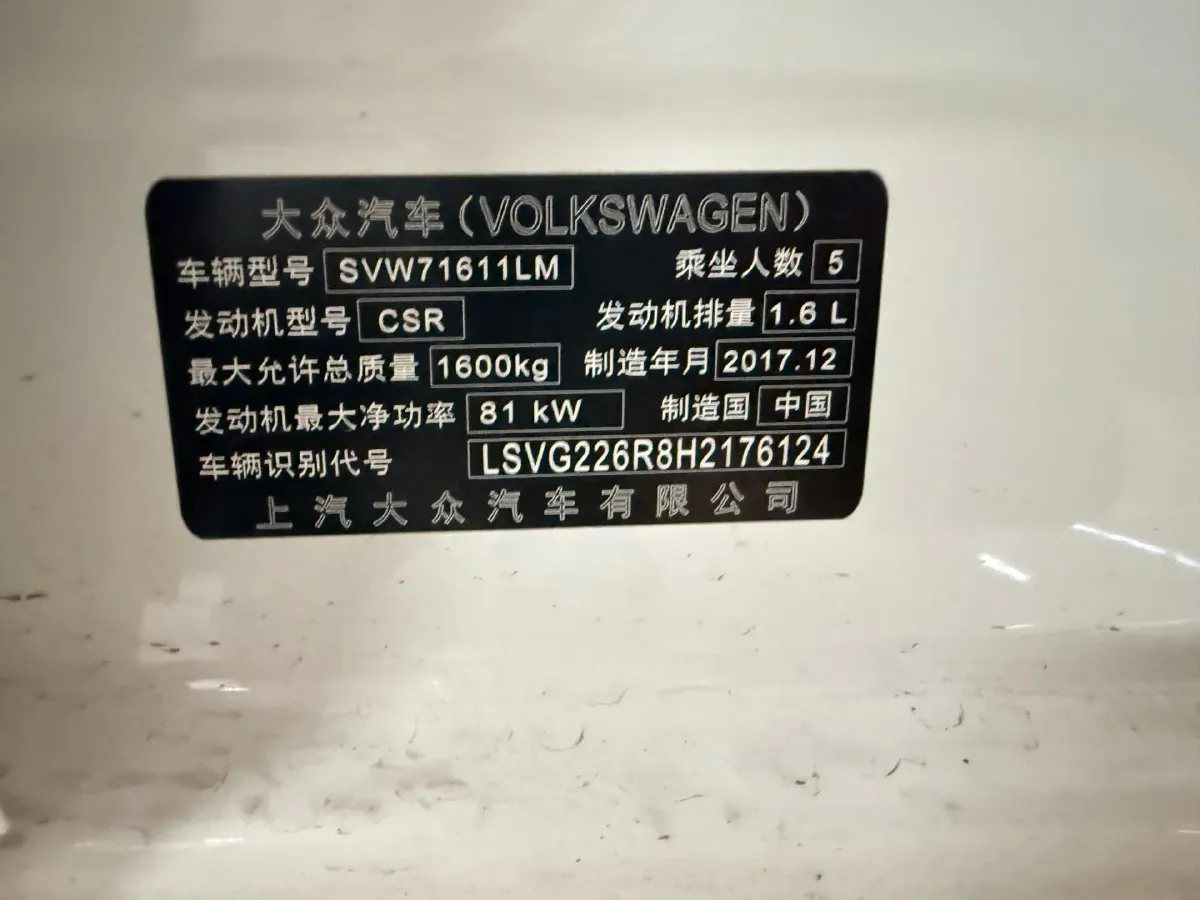 大众汽车(VOLKSWAGEN)
车辆型号 SVW71611LM 乘坐人数 5
发动机型号 CSR 发动机排量 1.6 L
最大允许总质量 1600kg 制造年月 2017.12
发动机最大净功率 81 kW 制造国 中国
车辆识别代号 LSVG226R8H2176124
上汽大众汽车有限公司